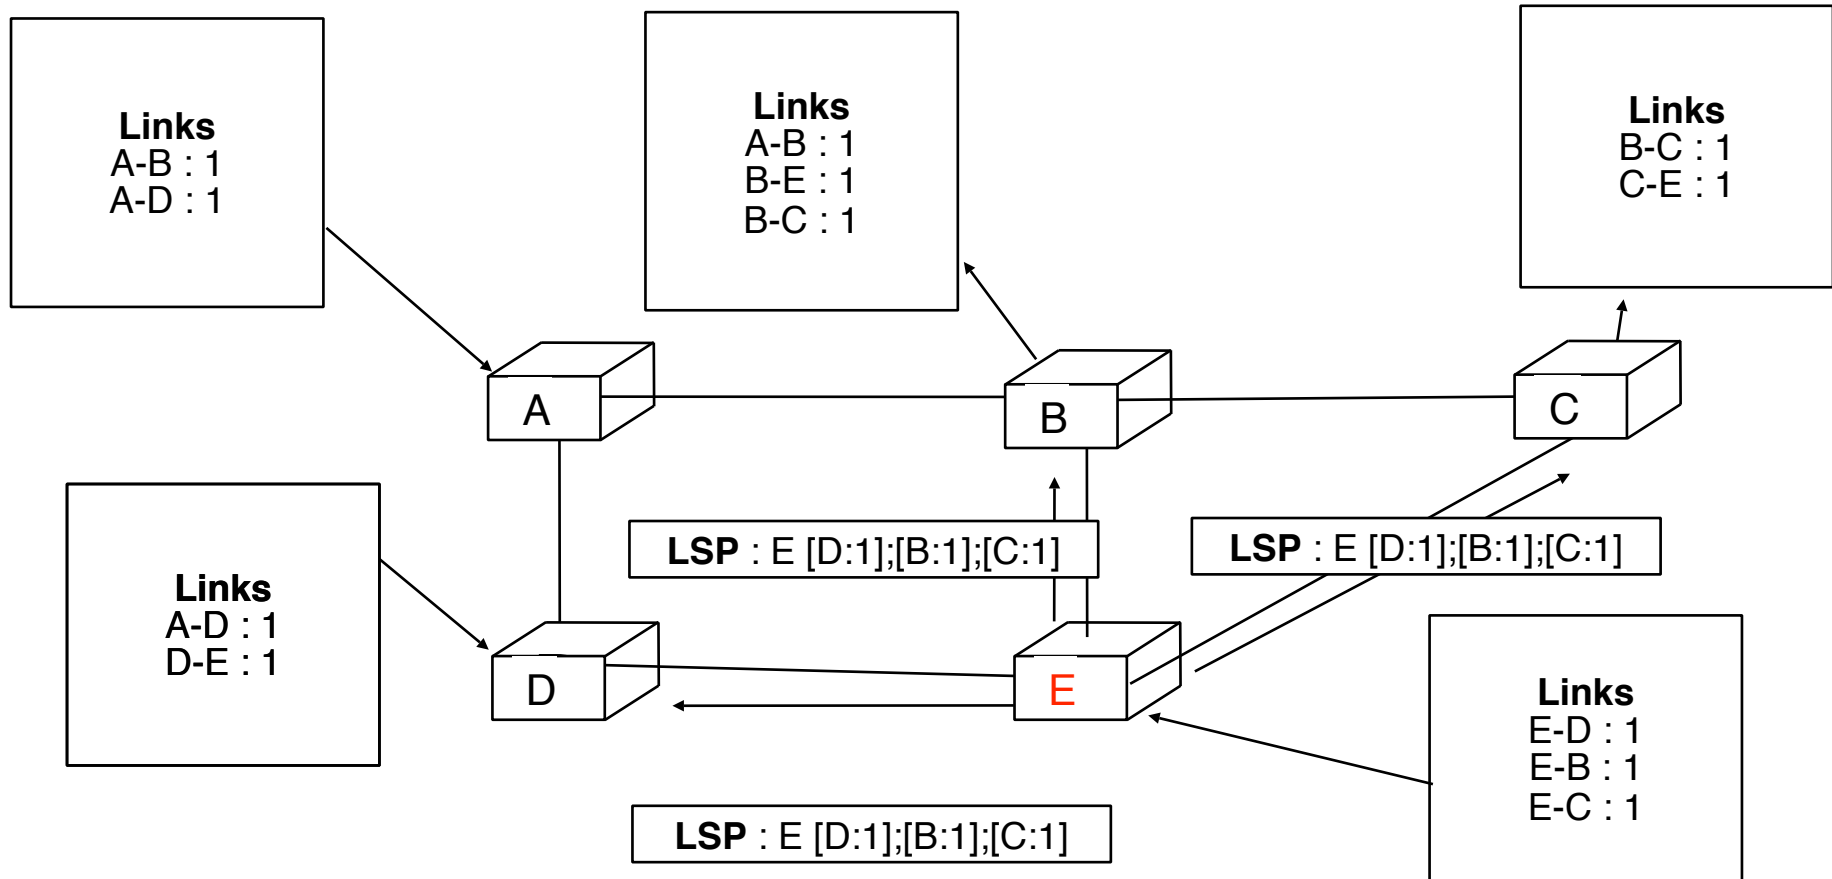 Links
A-B : 1
A-D : 1
Links
A-B : 1
B-E : 1
B-C : 1
Links
B-C : 1
C-E : 1
A
B
C
LSP : E [D:1];[B:1];[C:1]
LSP : E [D:1];[B:1];[C:1]
Links
A-D : 1
D-E : 1
D
E
Links
E-D : 1
E-B : 1
E-C : 1
LSP : E [D:1];[B:1];[C:1]